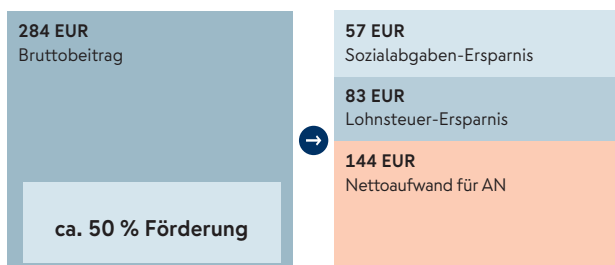 284 EUR
Bruttobeitrag
ca. 50 % Förderung
→
57 EUR
Sozialabgaben-Ersparnis
83 EUR
Lohnsteuer-Ersparnis
144 EUR
Nettoaufwand für AN